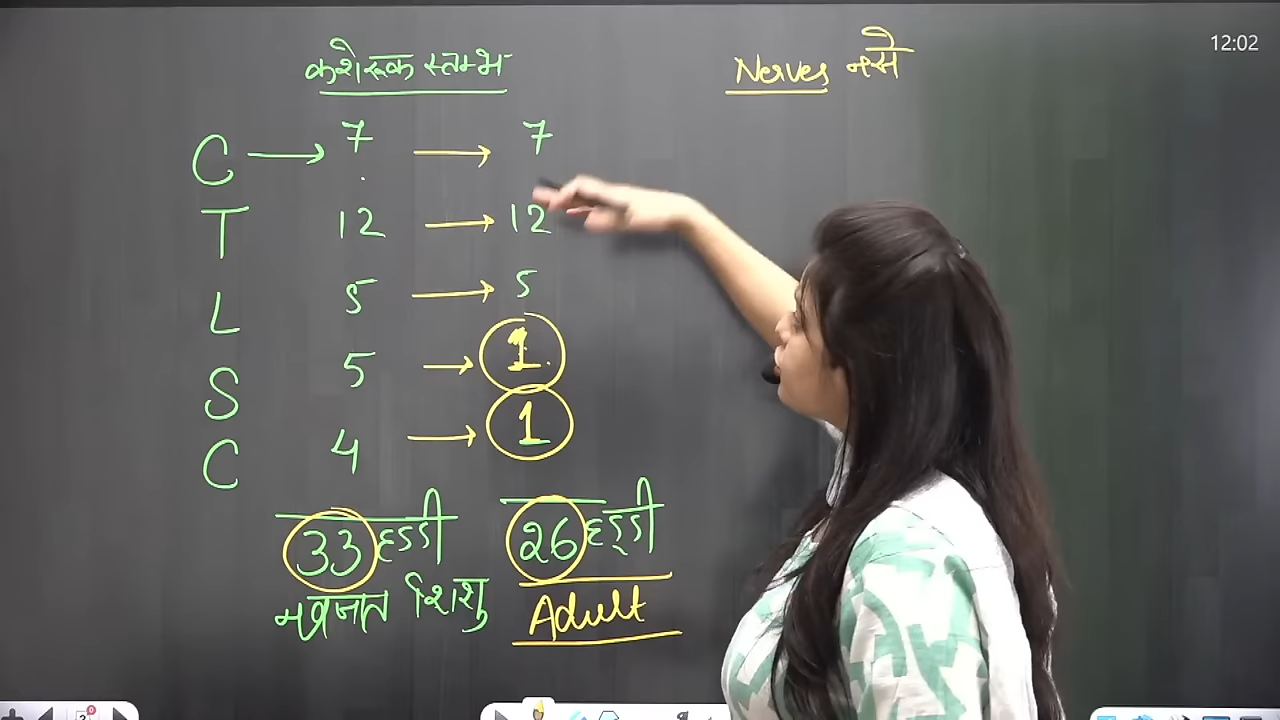 12:02
कशेरूक स्तम्भ
Nerves नसें
C → 7 → 7
T 12 → 12
L 5 → 5
S 5 → 1
C 4 → 1
33 हड्डी 26 हड्डी
नवजात शिशु Adult